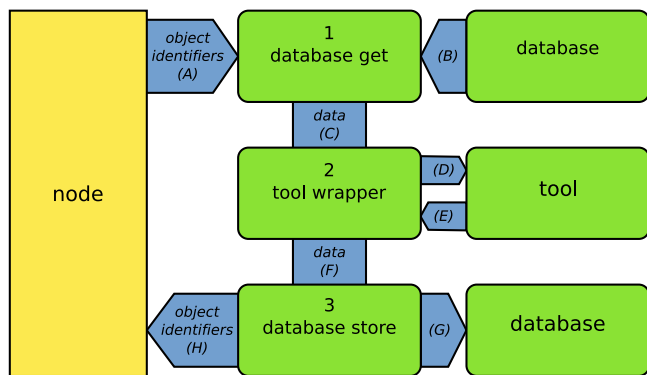 object
identifiers
(A)
1
database get
(B)
database
data
(C)
node
2
tool wrapper
(D)
(E)
tool
data
(F)
object
identifiers
(H)
3
database store
(G)
database